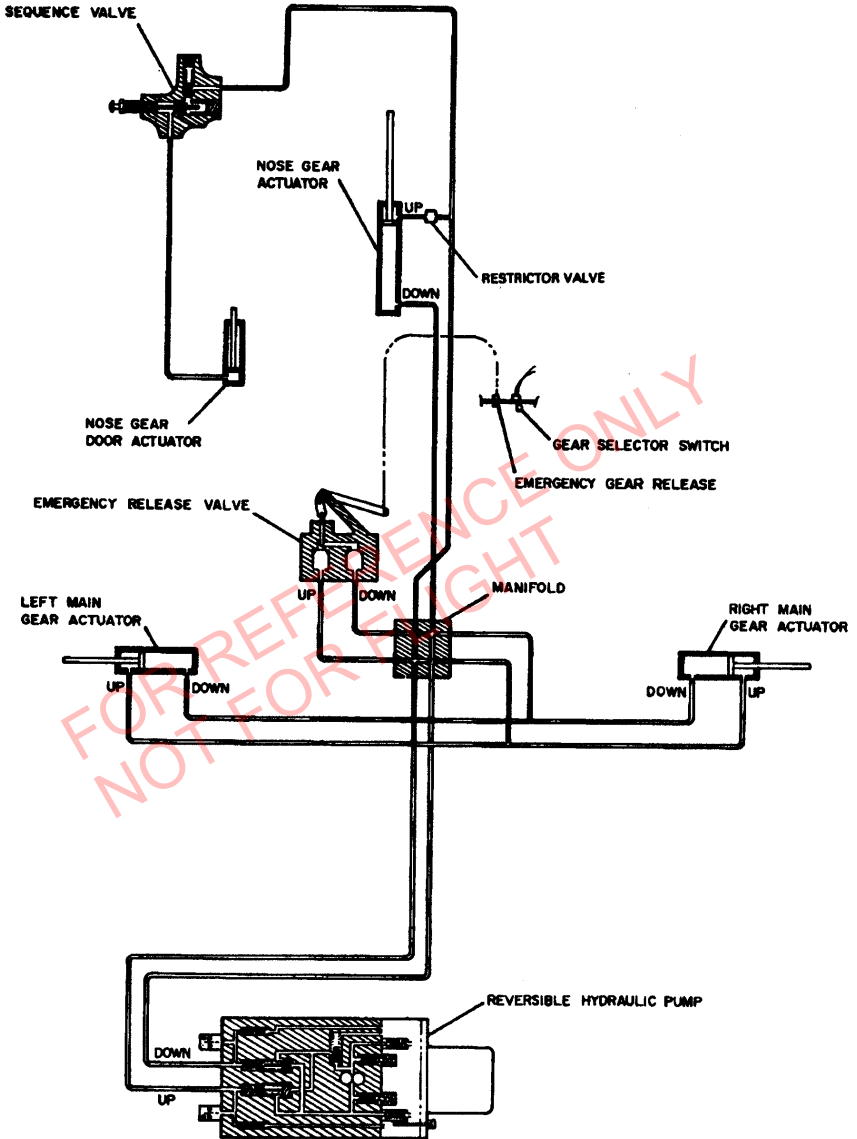 SEQUENCE VALVE
NOSE GEAR
ACTUATOR
UP
RESTRICTOR VALVE
DOWN
NOSE GEAR
DOOR ACTUATOR
GEAR SELECTOR SWITCH
EMERGENCY GEAR RELEASE
EMERGENCY RELEASE VALVE
UP
DOWN
MANIFOLD
LEFT MAIN
GEAR ACTUATOR
RIGHT MAIN
GEAR ACTUATOR
UP
DOWN
DOWN
UP
REVERSIBLE HYDRAULIC PUMP
DOWN
UP
FOR REFERENCE ONLY
NOT FOR FLIGHT